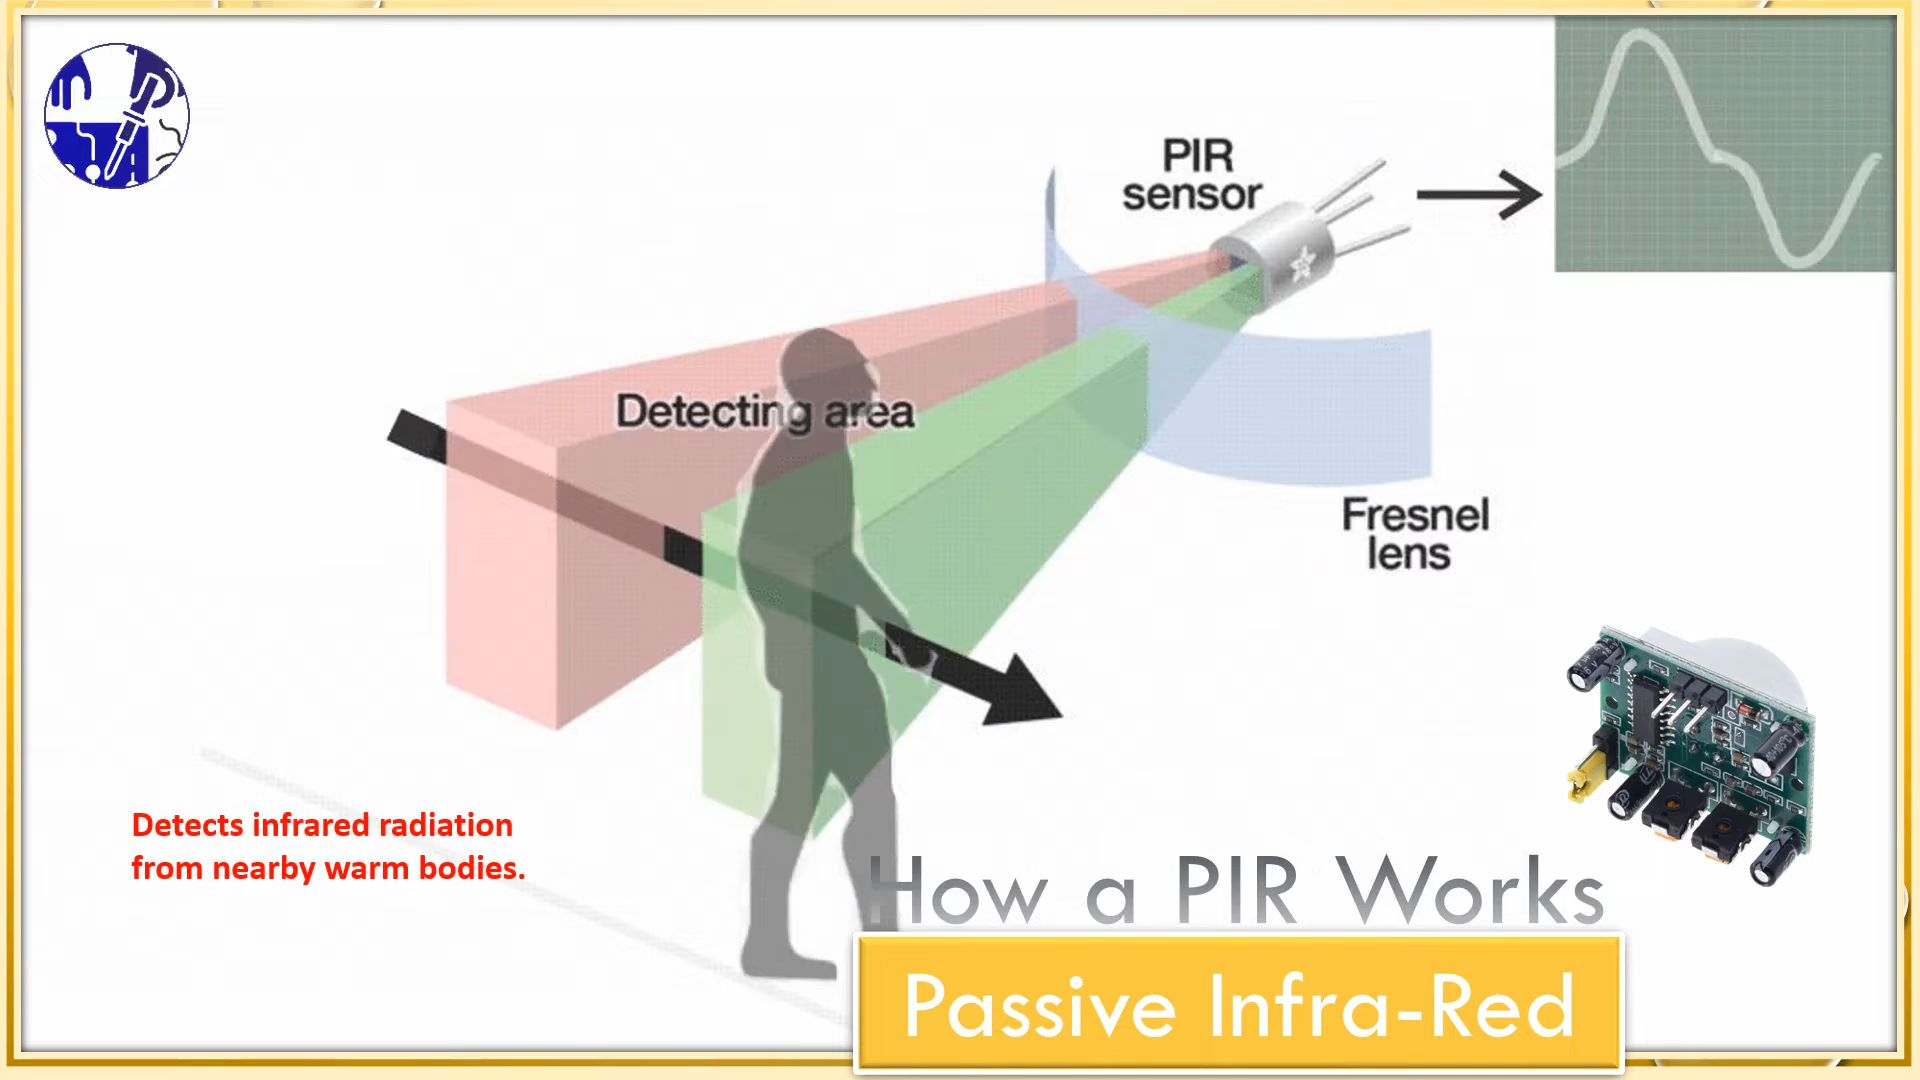 PIR
sensor
Detecting area
Fresnel
lens
Detects infrared radiation
from nearby warm bodies.
How a PIR Works
Passive Infra-Red